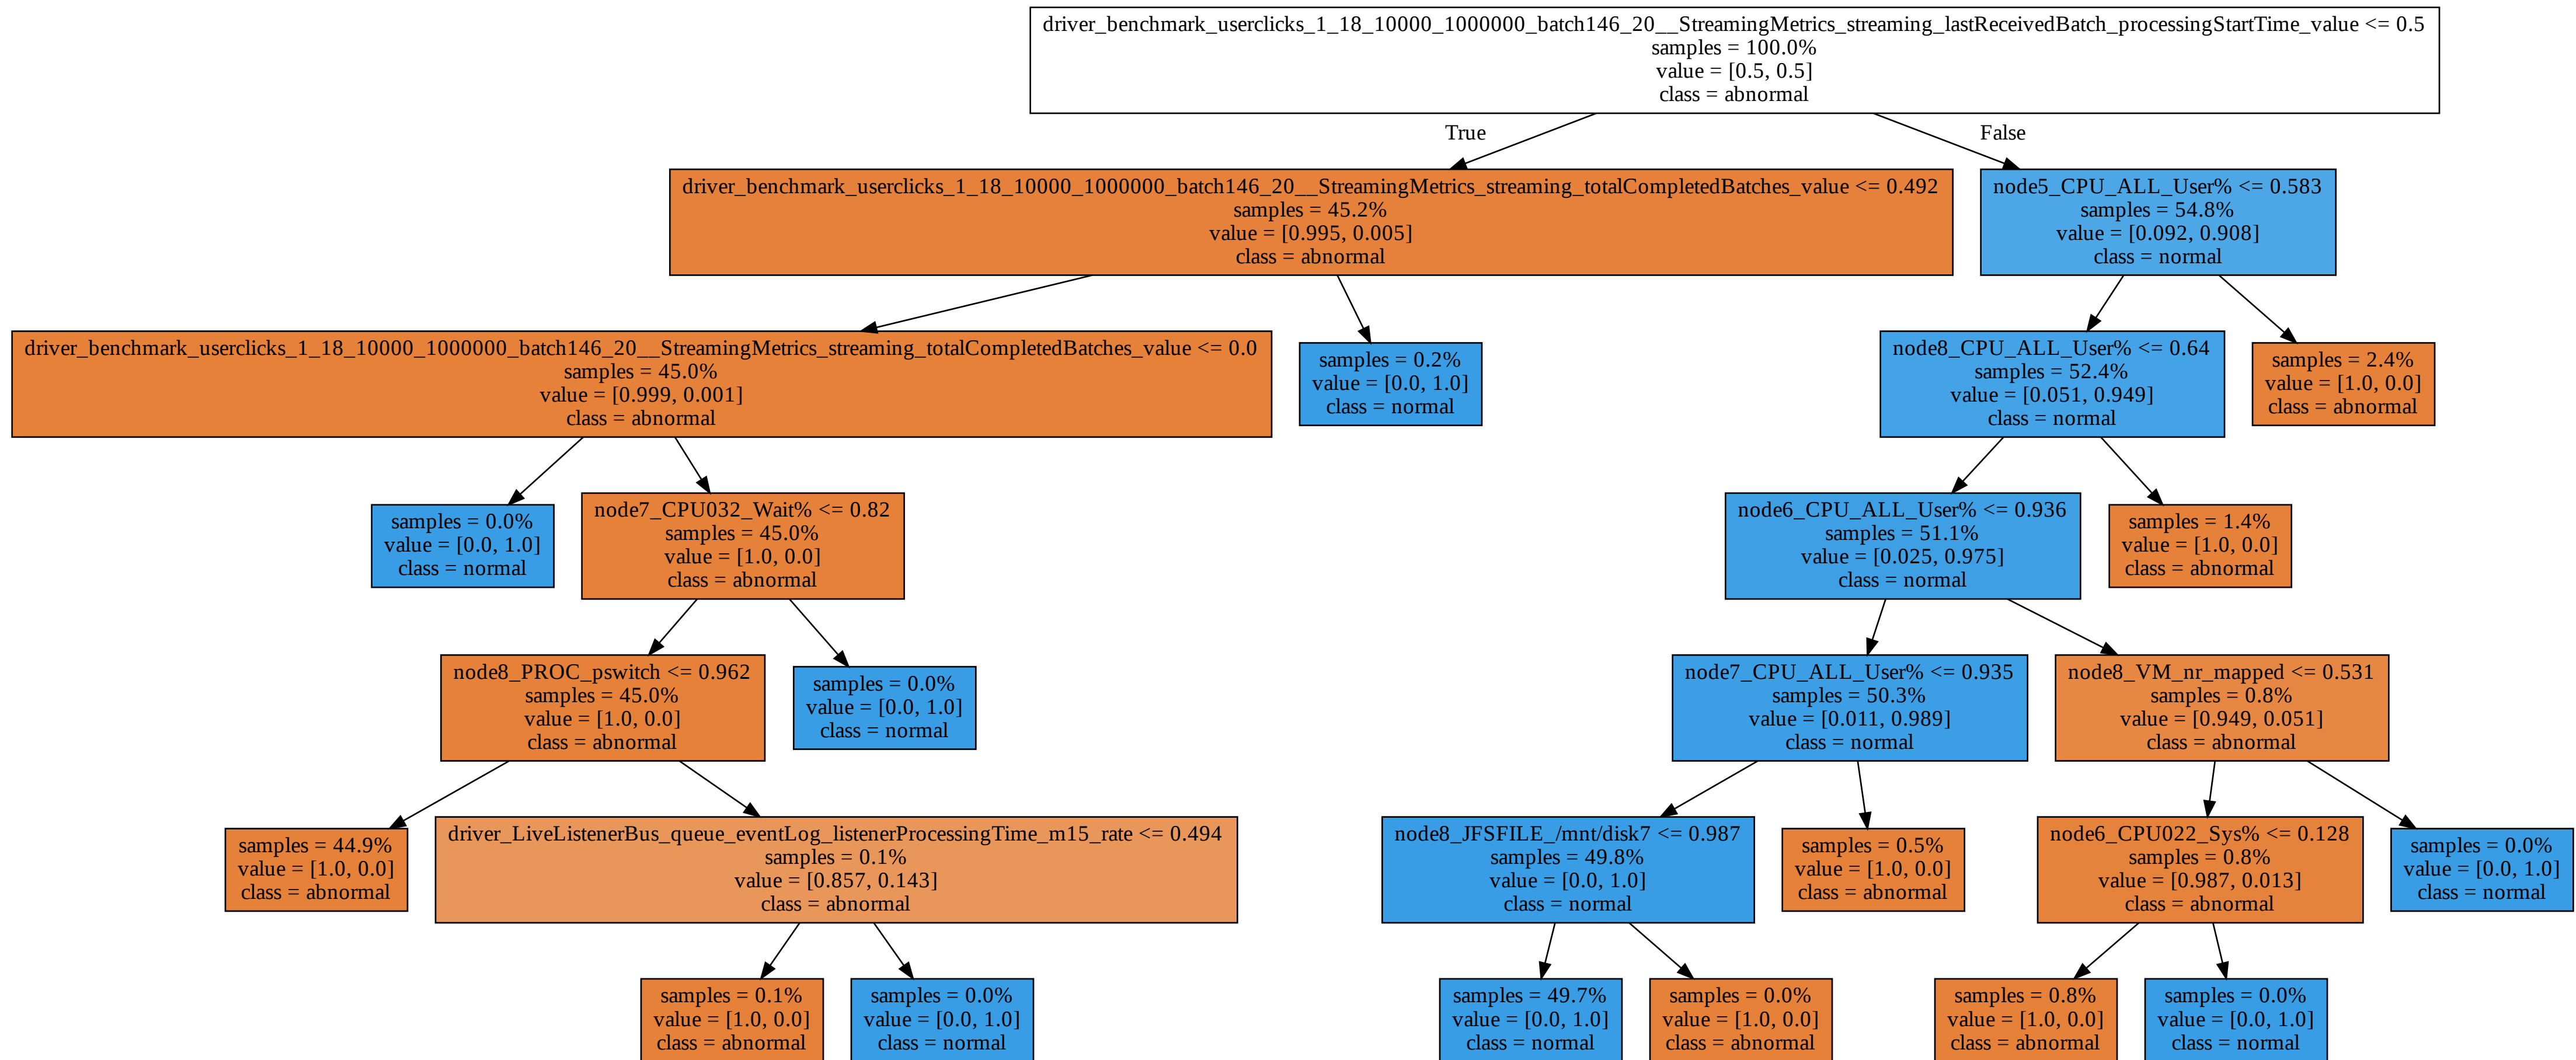 driver_benchmark_userclicks_1_18_10000_1000000_batch146_20__StreamingMetrics_streaming_lastReceivedBatch_processingStartTime_value <= 0.5
samples = 100.0%
value = [0.5, 0.5]
class = abnormal
True
False
driver_benchmark_userclicks_1_18_10000_1000000_batch146_20__StreamingMetrics_streaming_totalCompletedBatches_value <= 0.492
samples = 45.2%
value = [0.995, 0.005]
class = abnormal
node5_CPU_ALL_User% <= 0.583
samples = 54.8%
value = [0.092, 0.908]
class = normal
driver_benchmark_userclicks_1_18_10000_1000000_batch146_20__StreamingMetrics_streaming_totalCompletedBatches_value <= 0.0
samples = 45.0%
value = [0.999, 0.001]
class = abnormal
samples = 0.2%
value = [0.0, 1.0]
class = normal
node8_CPU_ALL_User% <= 0.64
samples = 52.4%
value = [0.051, 0.949]
class = normal
samples = 2.4%
value = [1.0, 0.0]
class = abnormal
samples = 0.0%
value = [0.0, 1.0]
class = normal
node7_CPU032_Wait% <= 0.82
samples = 45.0%
value = [1.0, 0.0]
class = abnormal
node6_CPU_ALL_User% <= 0.936
samples = 51.1%
value = [0.025, 0.975]
class = normal
samples = 1.4%
value = [1.0, 0.0]
class = abnormal
node8_PROC_pswitch <= 0.962
samples = 45.0%
value = [1.0, 0.0]
class = abnormal
samples = 0.0%
value = [0.0, 1.0]
class = normal
node7_CPU_ALL_User% <= 0.935
samples = 50.3%
value = [0.011, 0.989]
class = normal
node8_VM_nr_mapped <= 0.531
samples = 0.8%
value = [0.949, 0.051]
class = abnormal
samples = 44.9%
value = [1.0, 0.0]
class = abnormal
driver_LiveListenerBus_queue_eventLog_listenerProcessingTime_m15_rate <= 0.494
samples = 0.1%
value = [0.857, 0.143]
class = abnormal
node8_JFSFILE_/mnt/disk7 <= 0.987
samples = 49.8%
value = [0.0, 1.0]
class = normal
samples = 0.5%
value = [1.0, 0.0]
class = abnormal
node6_CPU022_Sys% <= 0.128
samples = 0.8%
value = [0.987, 0.013]
class = abnormal
samples = 0.0%
value = [0.0, 1.0]
class = normal
samples = 0.1%
value = [1.0, 0.0]
class = abnormal
samples = 0.0%
value = [0.0, 1.0]
class = normal
samples = 49.7%
value = [0.0, 1.0]
class = normal
samples = 0.0%
value = [1.0, 0.0]
class = abnormal
samples = 0.8%
value = [1.0, 0.0]
class = abnormal
samples = 0.0%
value = [0.0, 1.0]
class = normal